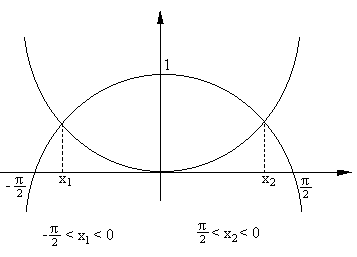 1
-π/2 x₁ x₂ π/2
-π/2 < x₁ < 0 π/2 < x₂ < 0